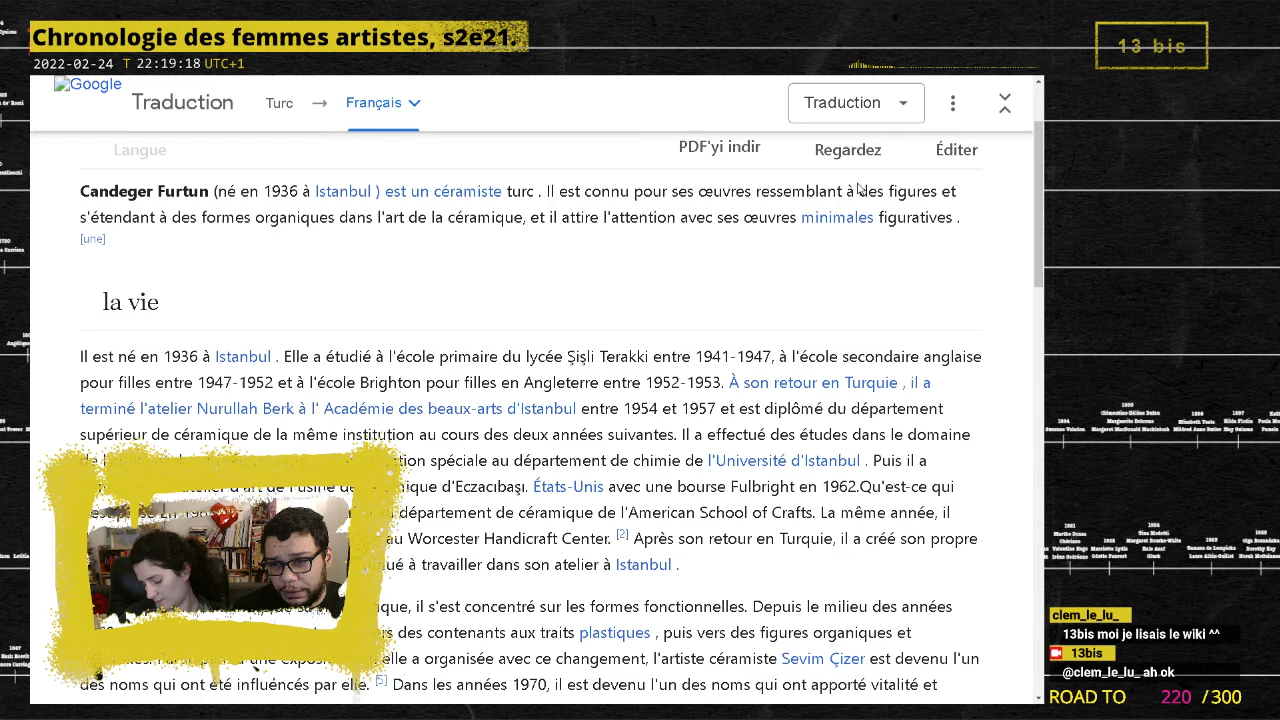 Chronologie des femmes artistes, s2e21.
2022-02-24 T 22:19:18 UTC+1
13 bis
Google
Traduction
Turc → Français
Traduction
Langue
PDF'yi indir
Regardez
Éditer
Candeger Furtun (né en 1936 à Istanbul ) est un céramiste turc . Il est connu pour ses œuvres ressemblant à des figures et
s'étendant à des formes organiques dans l'art de la céramique, et il attire l'attention avec ses œuvres minimales figuratives .
[une]
la vie
Il est né en 1936 à Istanbul . Elle a étudié à l'école primaire du lycée Şişli Terakki entre 1941-1947, à l'école secondaire anglaise
pour filles entre 1947-1952 et à l'école Brighton pour filles en Angleterre entre 1952-1953. À son retour en Turquie , il a
terminé l'atelier Nurullah Berk à l' Académie des beaux-arts d'Istanbul entre 1954 et 1957 et est diplômé du département
supérieur de céramique de la même institution au cours des deux années suivantes. Il a effectué des études dans le domaine
spéciale au département de chimie de l'Université d'Istanbul . Puis il a
d'Eczacıbaşı. États-Unis avec une bourse Fulbright en 1962.Qu'est-ce qui
département de céramique de l'American School of Crafts. La même année, il
au Worcester Handicraft Center. [2] Après son retour en Turquie, il a créé son propre
à travailler dans son atelier à Istanbul .
il s'est concentré sur les formes fonctionnelles. Depuis le milieu des années
des contenants aux traits plastiques , puis vers des figures organiques et
elle a organisée avec ce changement, l'artiste céramiste Sevim Çizer est devenu l'un
des noms qui ont été influencés par elle. [5] Dans les années 1970, il est devenu l'un des noms qui ont apporté vitalité et
clem_le_lu_
13bis moi je lisais le wiki ^^
13bis
@clem_le_lu_ ah ok
ROAD TO 220 /300